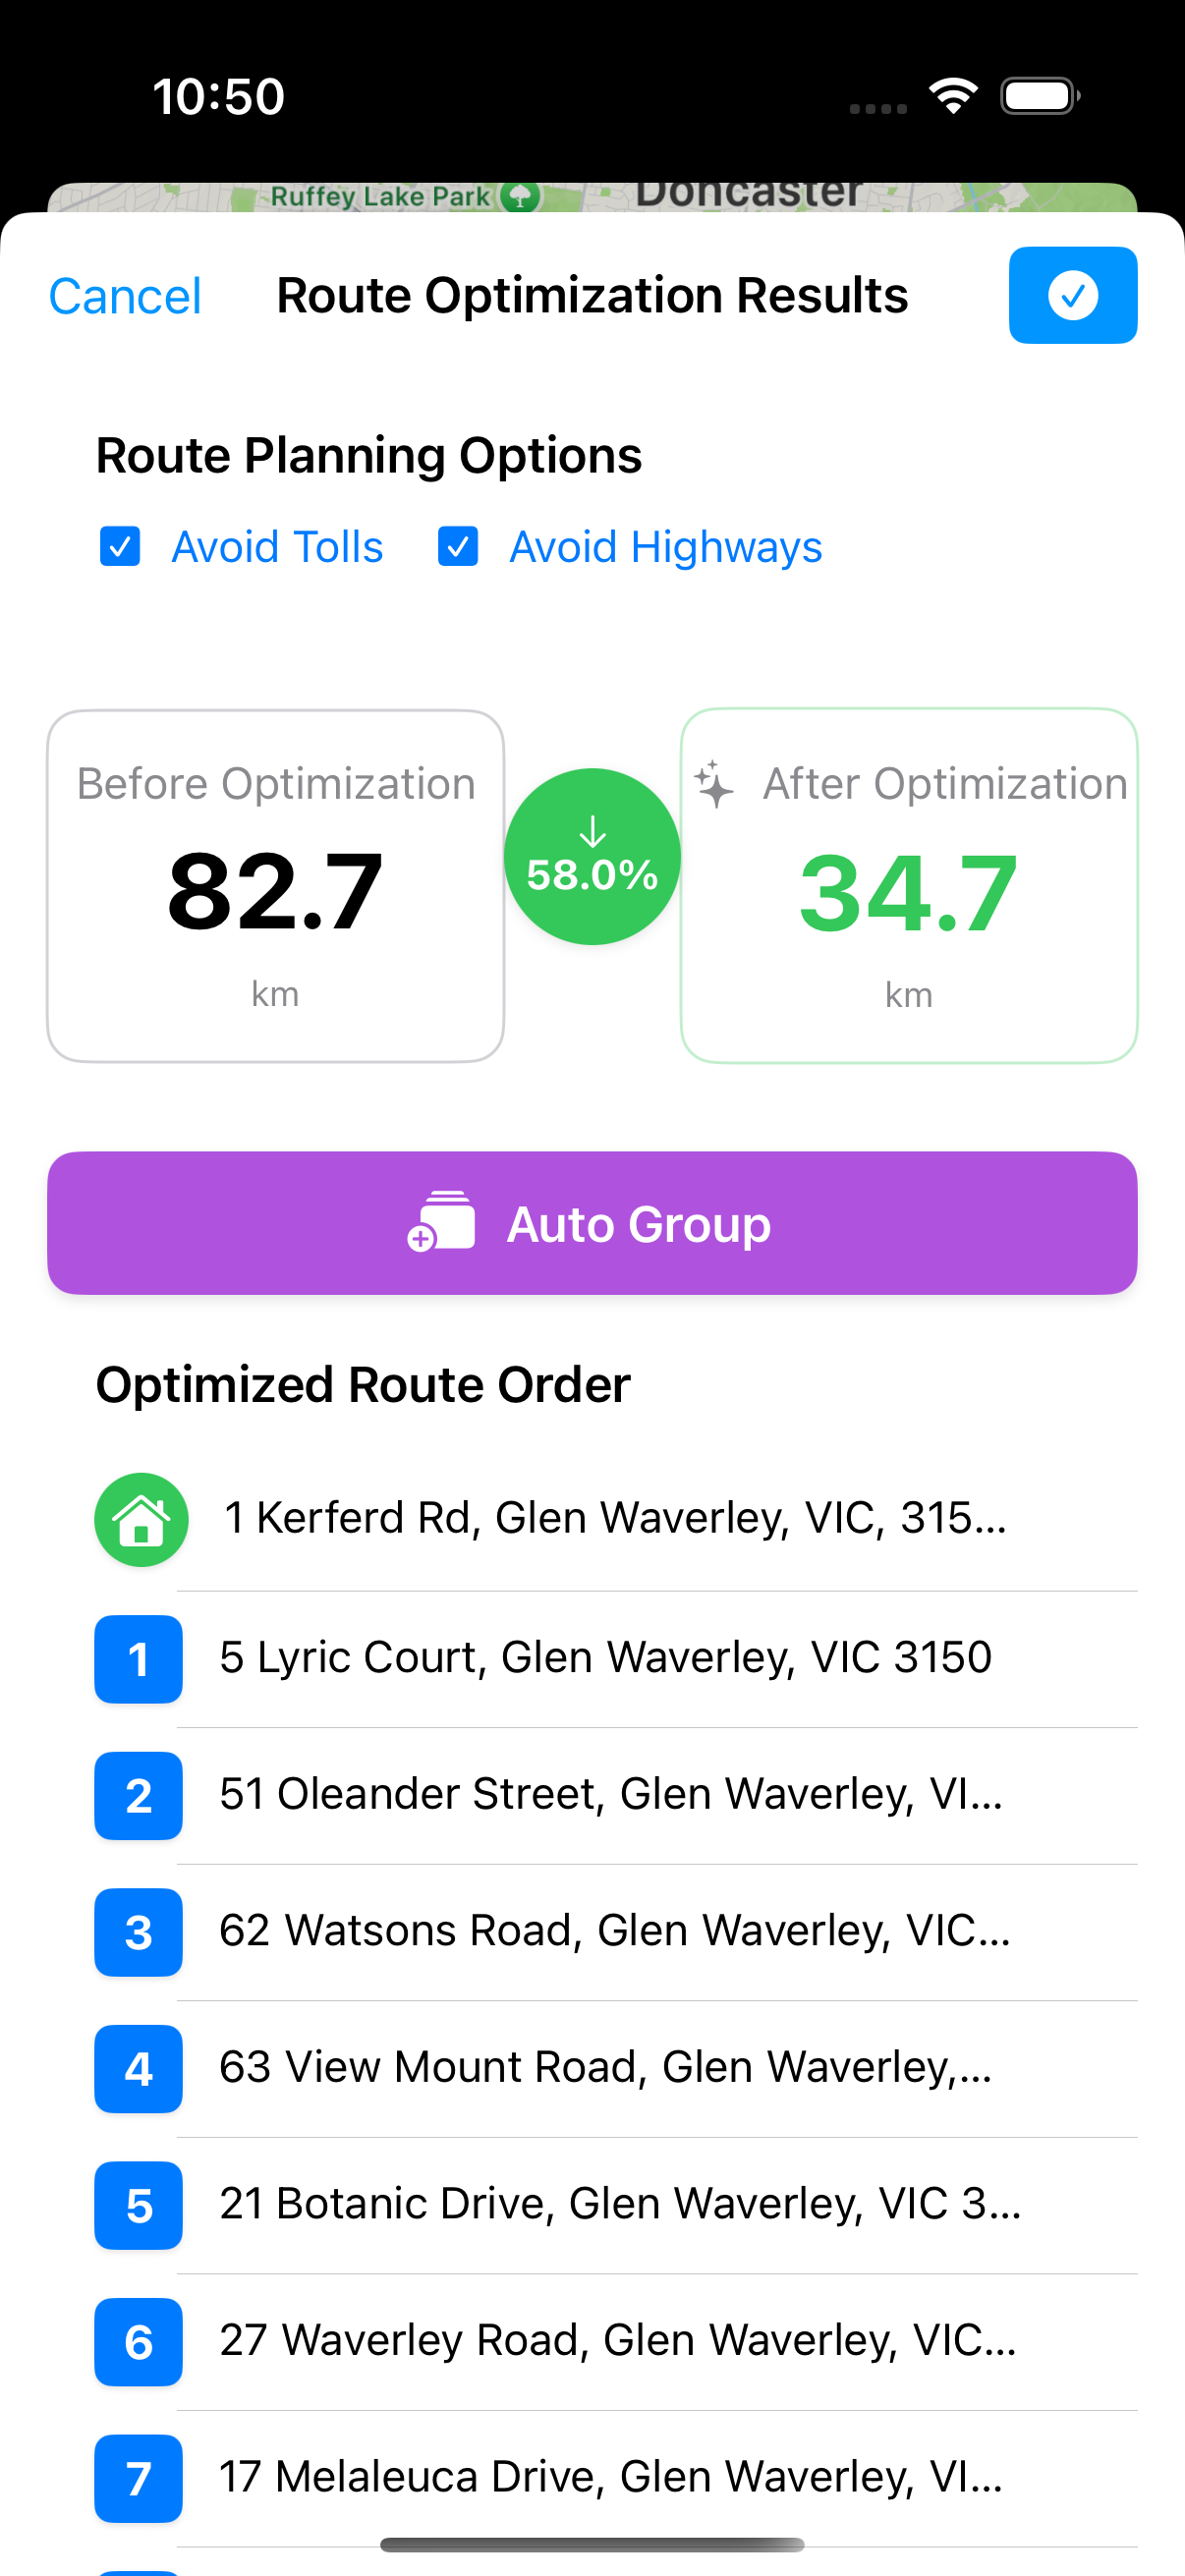 10:50
Ruffey Lake Park
Doncaster
Cancel
Route Optimization Results
Route Planning Options
Avoid Tolls
Avoid Highways
Before Optimization
82.7
km
58.0%
After Optimization
34.7
km
Auto Group
Optimized Route Order
1 Kerferd Rd, Glen Waverley, VIC, 315...
1
5 Lyric Court, Glen Waverley, VIC 3150
2
51 Oleander Street, Glen Waverley, VI...
3
62 Watsons Road, Glen Waverley, VIC...
4
63 View Mount Road, Glen Waverley,...
5
21 Botanic Drive, Glen Waverley, VIC 3...
6
27 Waverley Road, Glen Waverley, VIC...
7
17 Melaleuca Drive, Glen Waverley, VI...